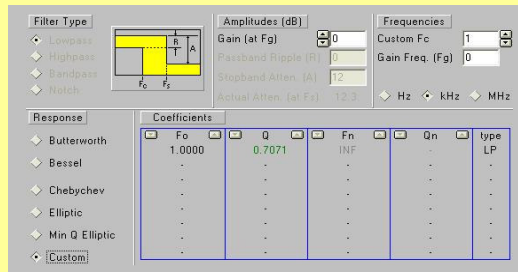 Filter Type
Lowpass
Highpass
Bandpass
Notch
R
A
Fc
Fs
Amplitudes (dB)
Gain (at Fg) 0
Passband Ripple (R) 0
Stopband Atten. (A) 12
Actual Atten. (at Fs) 12.3
Frequencies
Custom Fc 1
Gain Freq. (Fg) 0
Hz kHz MHz
Response
Butterworth
Bessel
Chebychev
Elliptic
Min Q Elliptic
Custom
Coefficients
Fo Q Fn Qn type
1.0000 0.7071 INF - LP
- - - - -
- - - - -
- - - - -
- - - - -
- - - - -
- - - - -
- - - - -